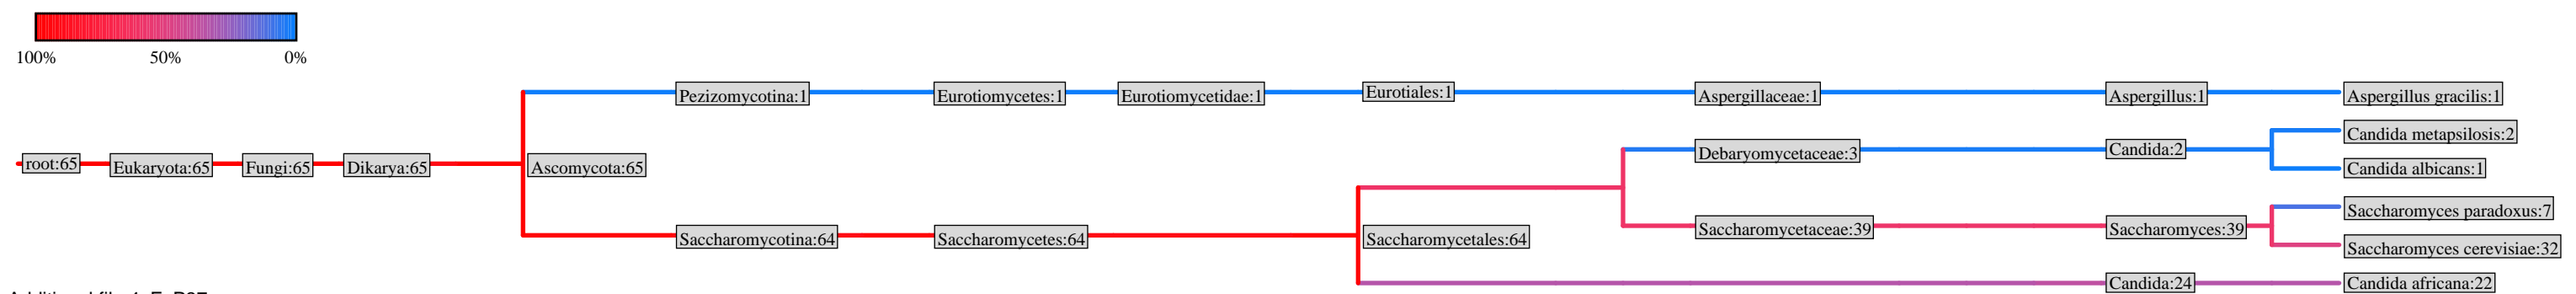 100% 50% 0%
Pezizomycotina:1 Eurotiomycetes:1 Eurotiomycetidae:1 Eurotiales:1 Aspergillaceae:1 Aspergillus:1 Aspergillus gracilis:1
Candida metapsilosis:2
Debaryomycetaceae:3 Candida:2
root:65 Eukaryota:65 Fungi:65 Dikarya:65 Ascomycota:65 Candida albicans:1
Saccharomyces paradoxus:7
Saccharomycetaceae:39 Saccharomyces:39
Saccharomycotina:64 Saccharomycetes:64 Saccharomycetales:64 Saccharomyces cerevisiae:32
Candida:24 Candida africana:22